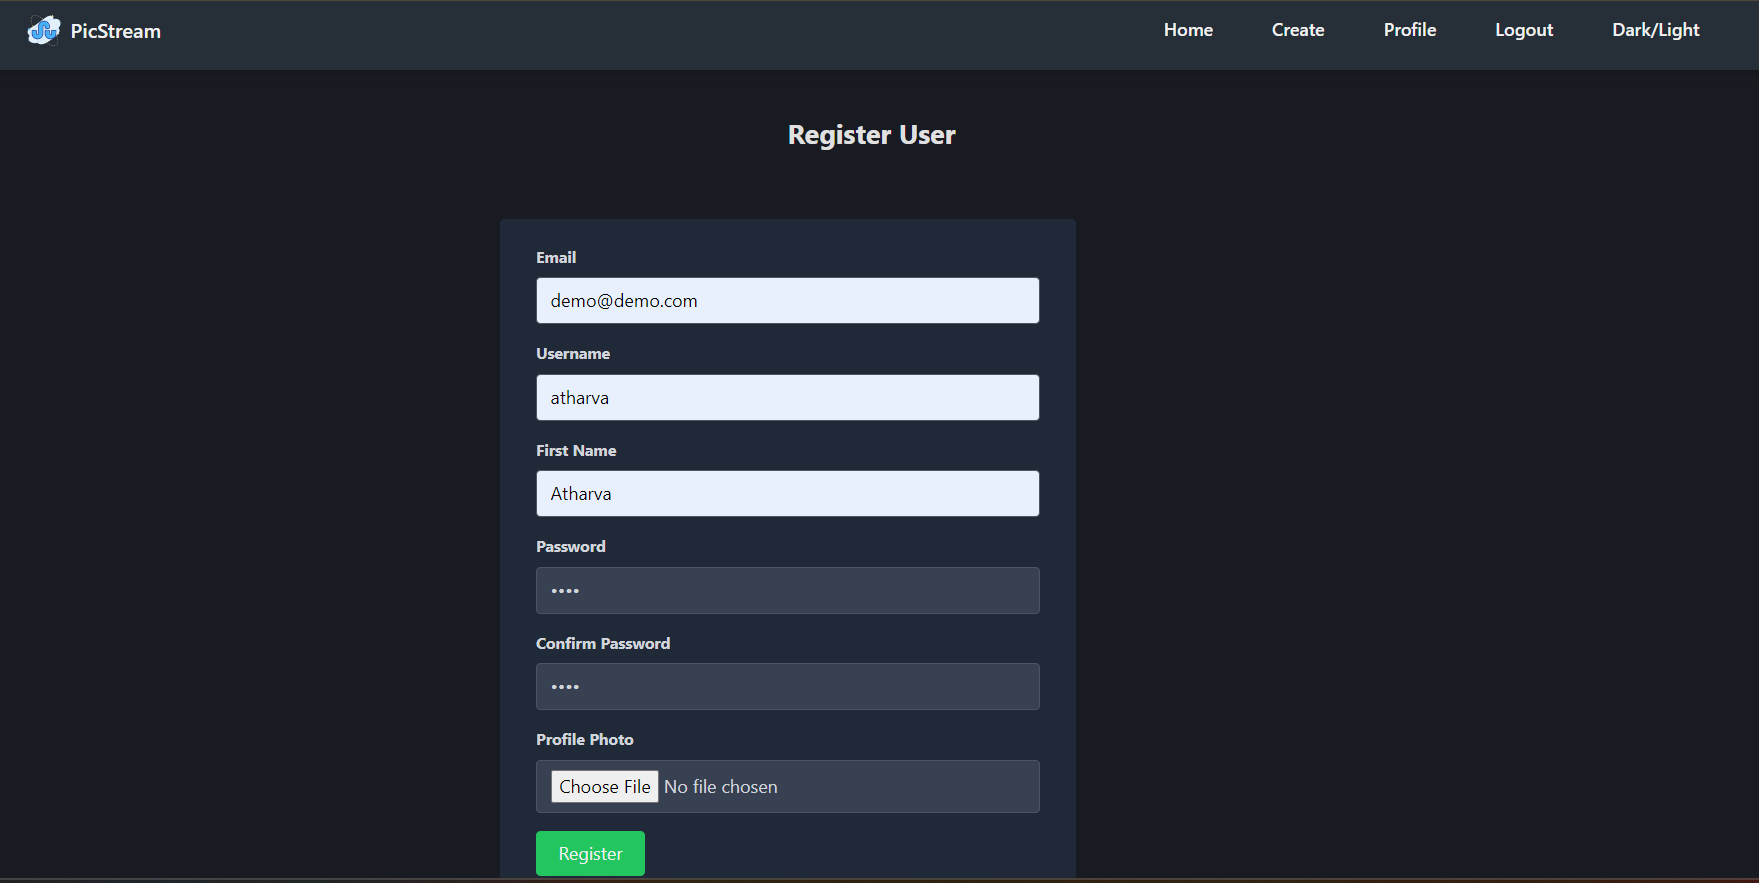 PicStream
Home Create Profile Logout Dark/Light
Register User
Email
demo@demo.com
Username
atharva
First Name
Atharva
Password
••••
Confirm Password
••••
Profile Photo
Choose File No file chosen
Register